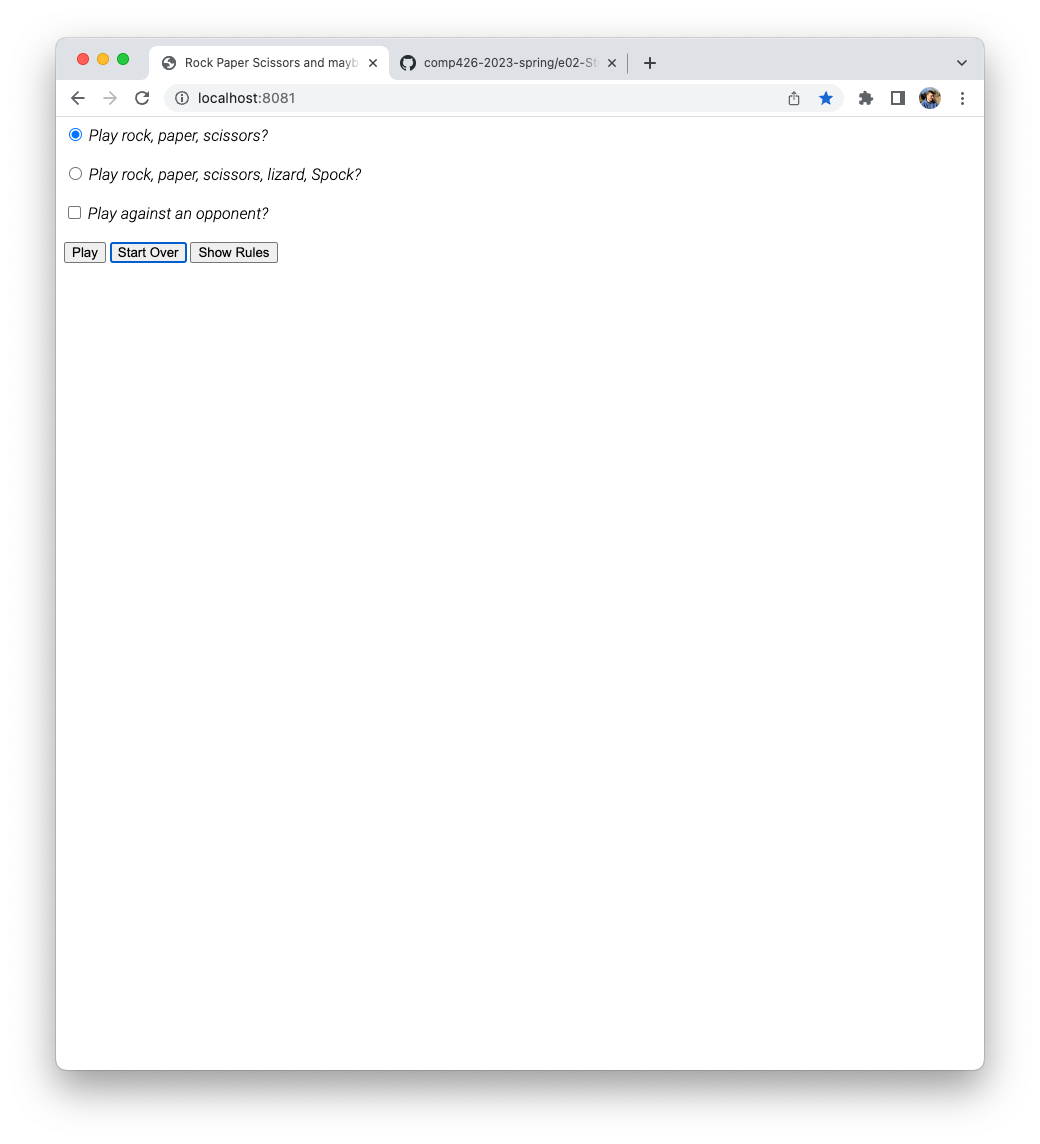 Rock Paper Scissors and mayb
comp426-2023-spring/e02-St
localhost:8081
Play rock, paper, scissors?
Play rock, paper, scissors, lizard, Spock?
Play against an opponent?
Play Start Over Show Rules